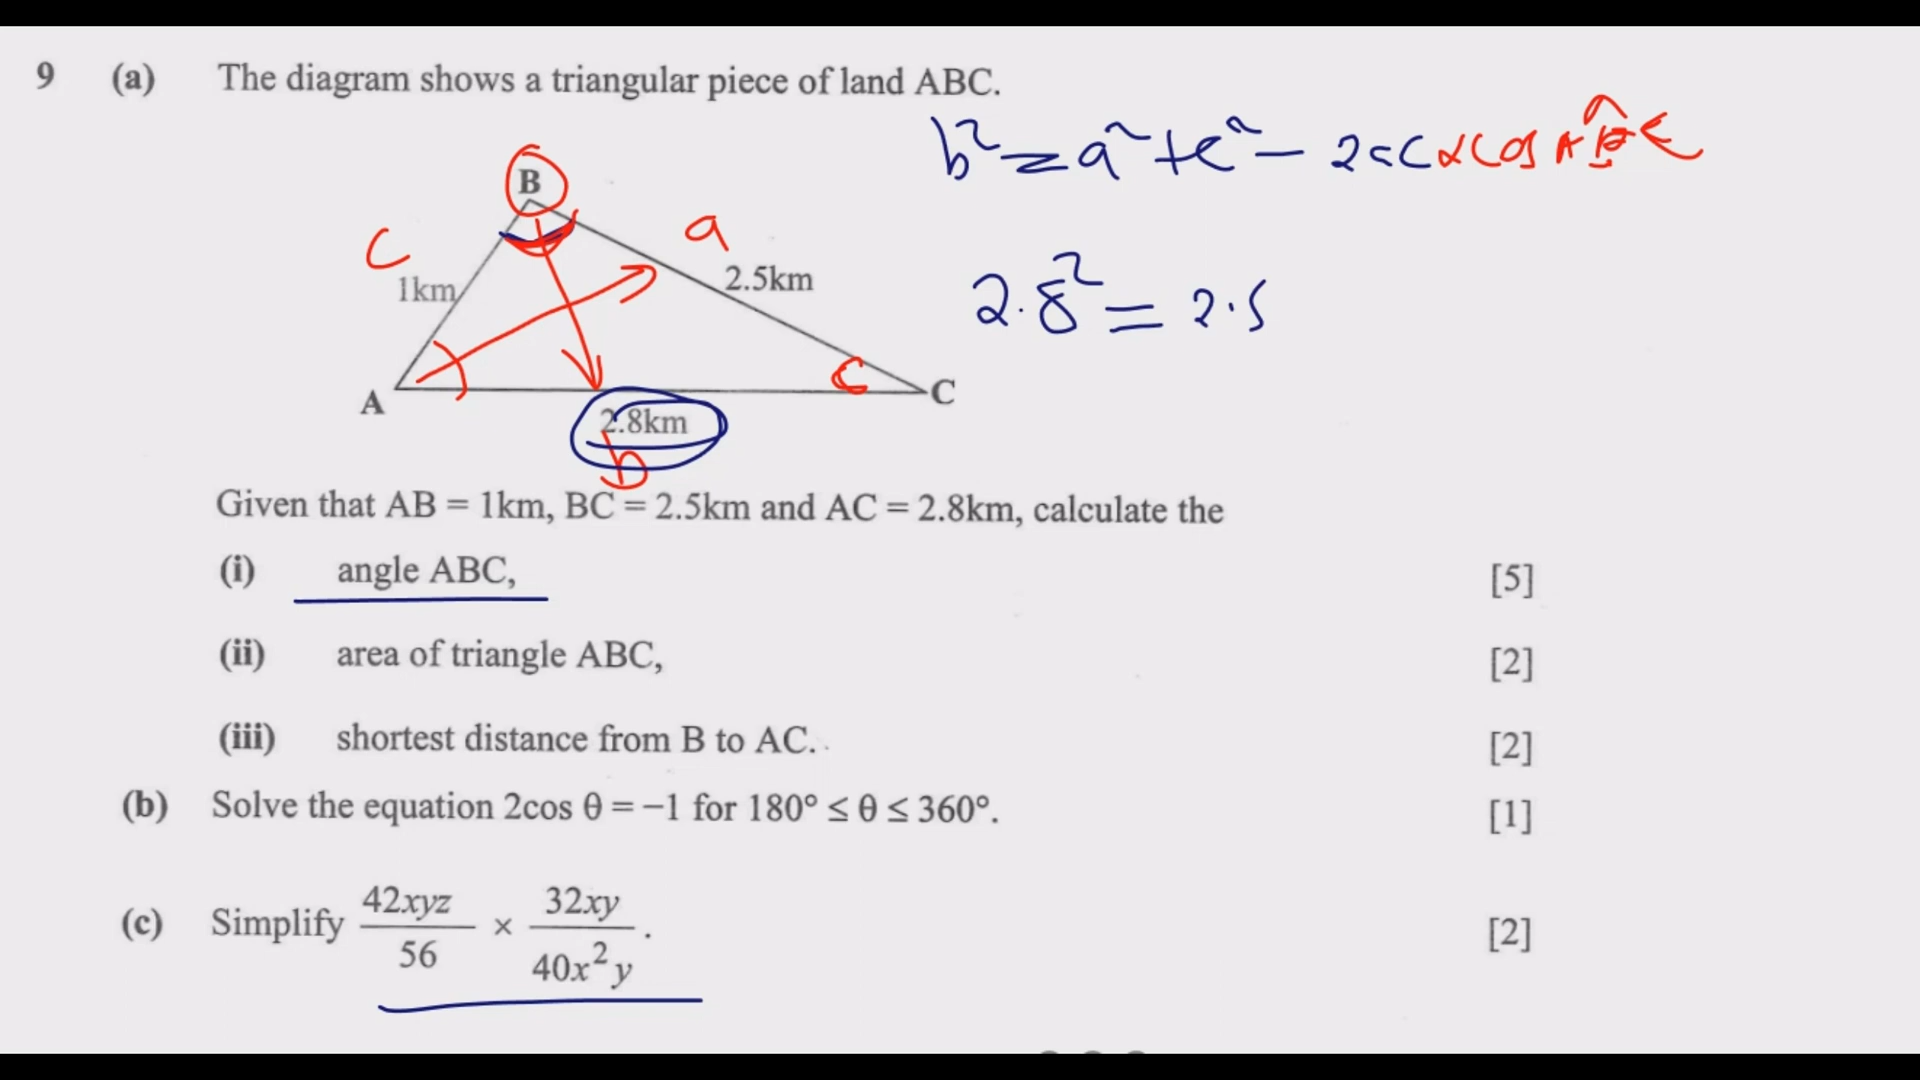 9 (a) The diagram shows a triangular piece of land ABC.
b² = a² + c² - 2ac x cos AB̂C
B
c
a
1km
2.5km
2.8² = 2.5
c
A
C
2.8km
b
Given that AB = 1km, BC = 2.5km and AC = 2.8km, calculate the
(i) angle ABC, [5]
(ii) area of triangle ABC, [2]
(iii) shortest distance from B to AC. [2]
(b) Solve the equation 2cos θ = −1 for 180° ≤ θ ≤ 360°. [1]
(c) Simplify 42xyz/56 × 32xy/40x²y. [2]